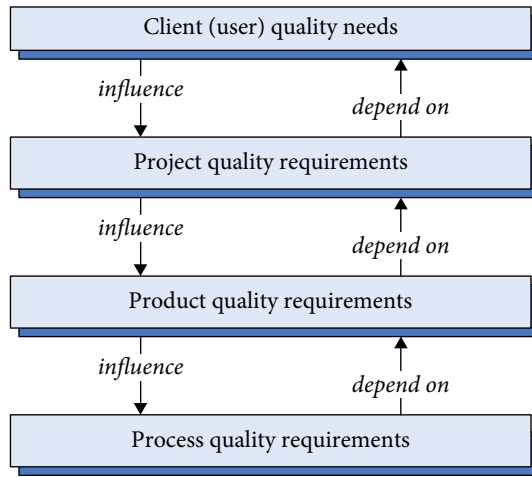 Client (user) quality needs
influence
depend on
Project quality requirements
influence
depend on
Product quality requirements
influence
depend on
Process quality requirements